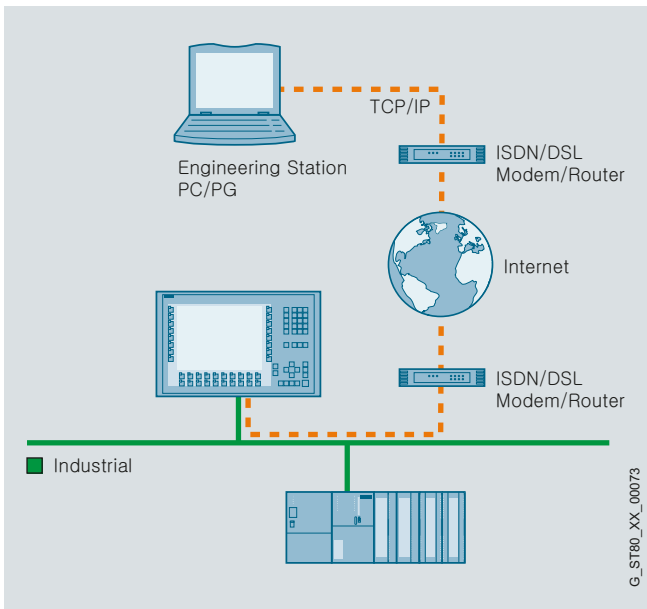 TCP/IP
Engineering Station
PC/PG
ISDN/DSL
Modem/Router
Internet
ISDN/DSL
Modem/Router
Industrial
G_ST80_XX_00073